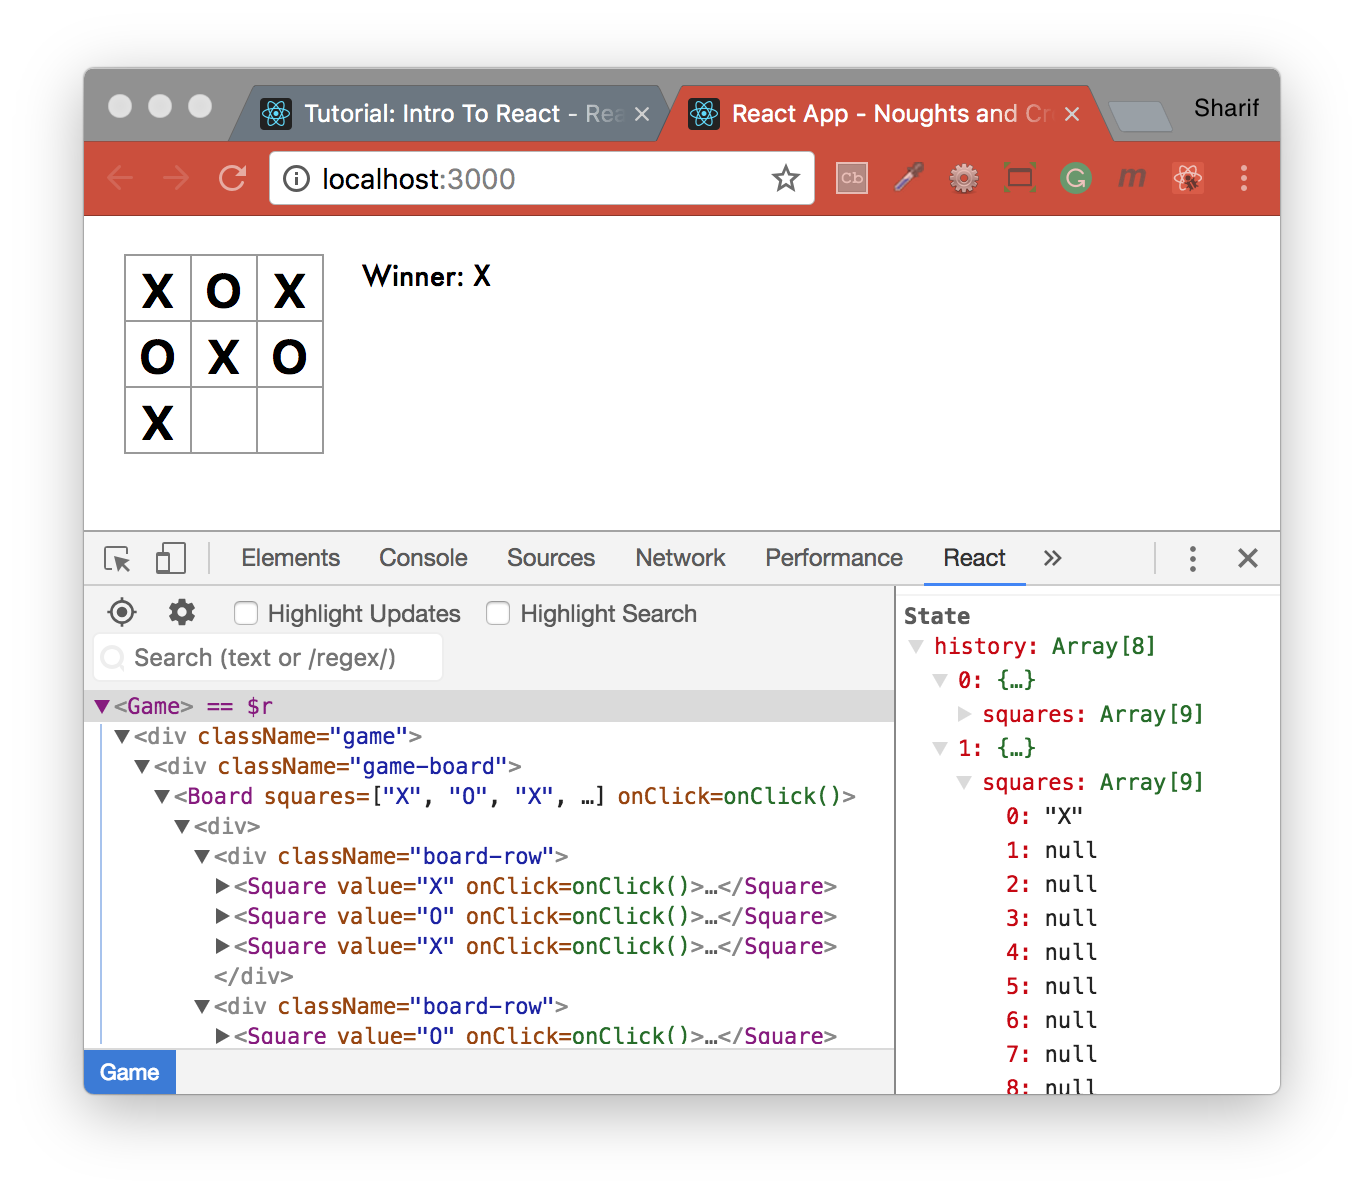 Tutorial: Intro To React - Rea
React App - Noughts and Cr
Sharif
localhost:3000
Cb
G
m
X O X
O X O
X
Winner: X
Elements Console Sources Network Performance React »
Highlight Updates Highlight Search
Search (text or /regex/)
<Game> == $r
<div className="game">
<div className="game-board">
<Board squares=["X", "O", "X", …] onClick=onClick()>
<div>
<div className="board-row">
<Square value="X" onClick=onClick()>…</Square>
<Square value="O" onClick=onClick()>…</Square>
<Square value="X" onClick=onClick()>…</Square>
</div>
<div className="board-row">
<Square value="O" onClick=onClick()>…</Square>
Game
State
history: Array[8]
0: {…}
squares: Array[9]
1: {…}
squares: Array[9]
0: "X"
1: null
2: null
3: null
4: null
5: null
6: null
7: null
8: null